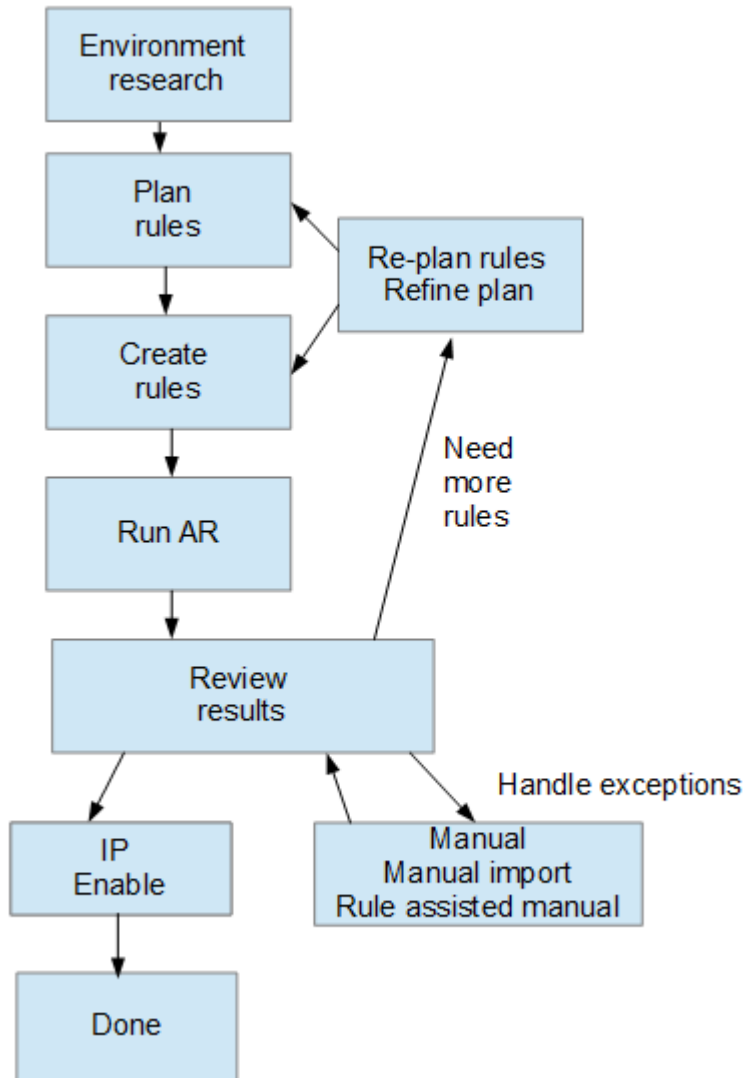 Environment
research
Plan
rules
Re-plan rules
Refine plan
Create
rules
Need
more
rules
Run AR
Review
results
Handle exceptions
IP
Enable
Manual
Manual import
Rule assisted manual
Done